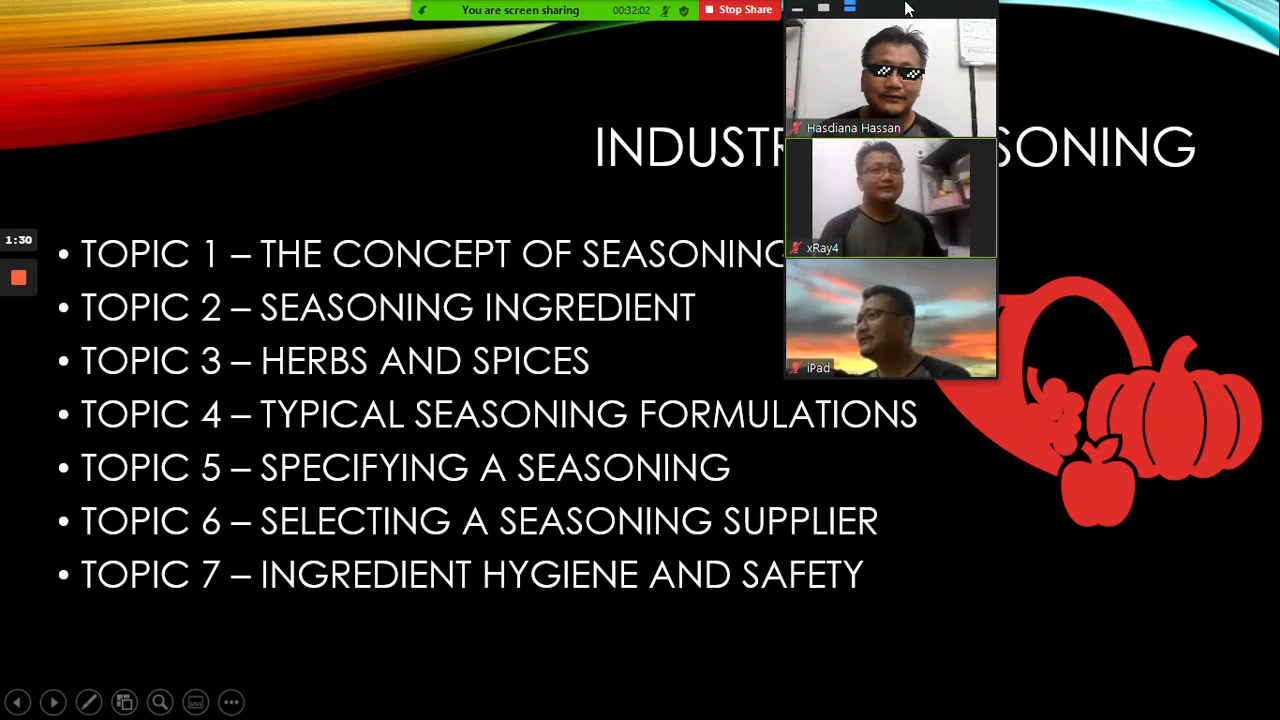 You are screen sharing 00:32:02 Stop Share
Hasdiana Hassan
INDUSTR SONING
xRay4
1:30
• TOPIC 1 – THE CONCEPT OF SEASONING
• TOPIC 2 – SEASONING INGREDIENT
• TOPIC 3 – HERBS AND SPICES
iPad
• TOPIC 4 – TYPICAL SEASONING FORMULATIONS
• TOPIC 5 – SPECIFYING A SEASONING
• TOPIC 6 – SELECTING A SEASONING SUPPLIER
• TOPIC 7 – INGREDIENT HYGIENE AND SAFETY